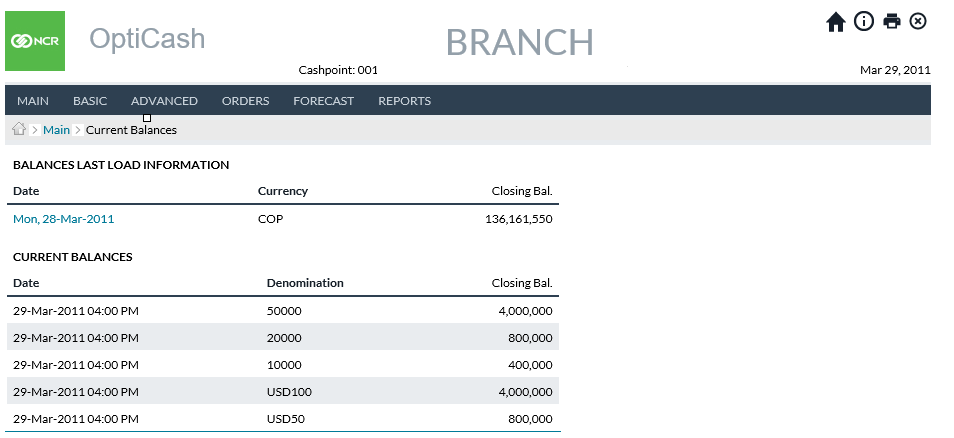 NCR OptiCash BRANCH
Cashpoint: 001 Mar 29, 2011
MAIN BASIC ADVANCED ORDERS FORECAST REPORTS
> Main > Current Balances
BALANCES LAST LOAD INFORMATION
Date Currency Closing Bal.
Mon, 28-Mar-2011 COP 136,161,550
CURRENT BALANCES
Date Denomination Closing Bal.
29-Mar-2011 04:00 PM 50000 4,000,000
29-Mar-2011 04:00 PM 20000 800,000
29-Mar-2011 04:00 PM 10000 400,000
29-Mar-2011 04:00 PM USD100 4,000,000
29-Mar-2011 04:00 PM USD50 800,000